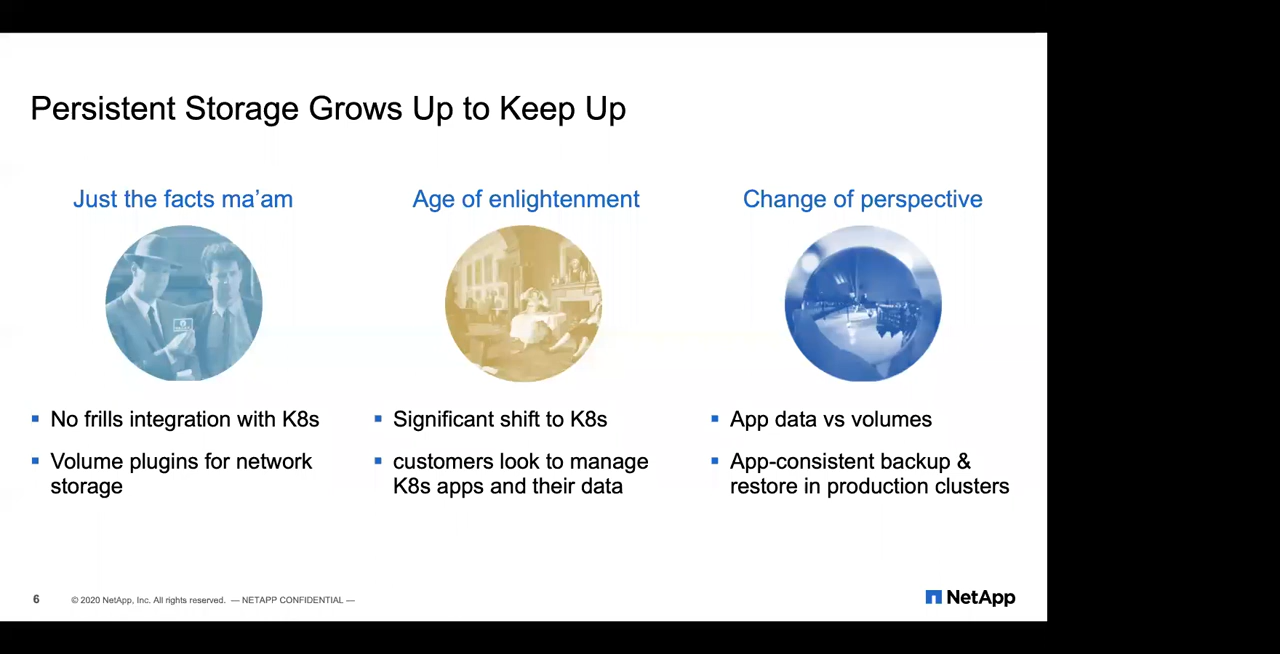 Persistent Storage Grows Up to Keep Up
Just the facts ma’am
No frills integration with K8s
Volume plugins for network
storage
Age of enlightenment
Significant shift to K8s
customers look to manage
K8s apps and their data
Change of perspective
App data vs volumes
App-consistent backup &
restore in production clusters
6
© 2020 NetApp, Inc. All rights reserved. — NETAPP CONFIDENTIAL —
NetApp